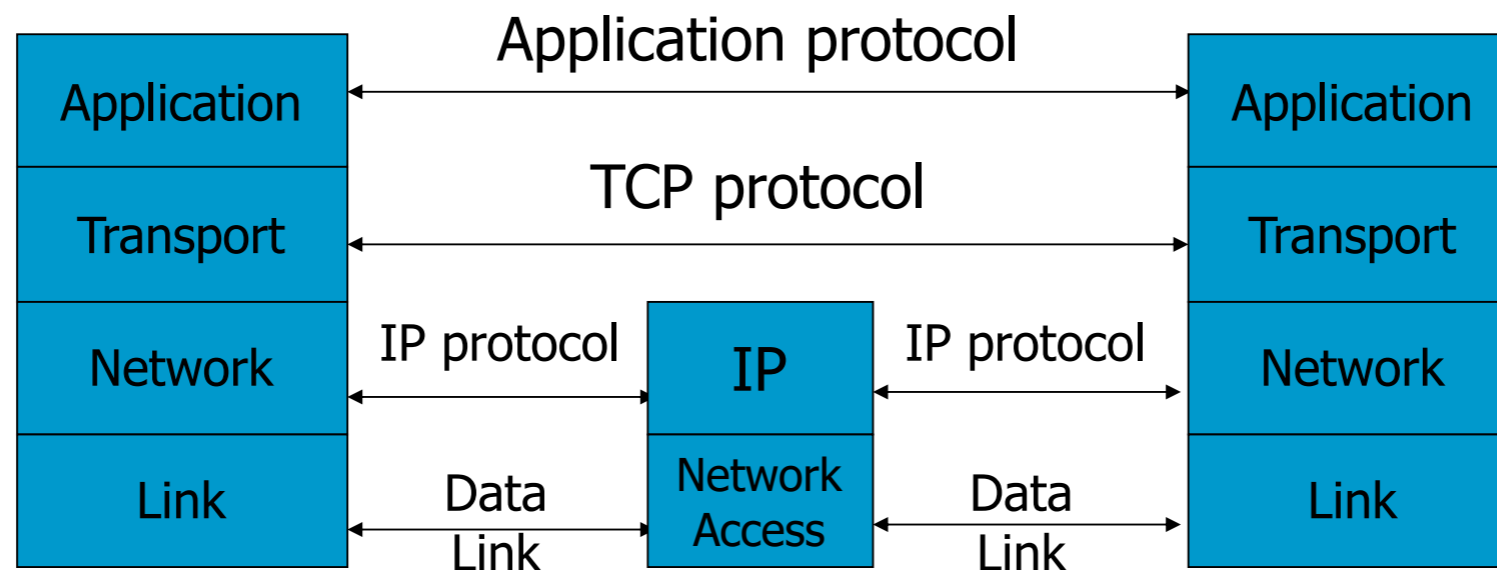 Application protocol
Application
Application
TCP protocol
Transport
Transport
IP protocol
IP
IP protocol
Network
Network
Link
Data
Link
Network
Access
Data
Link
Link